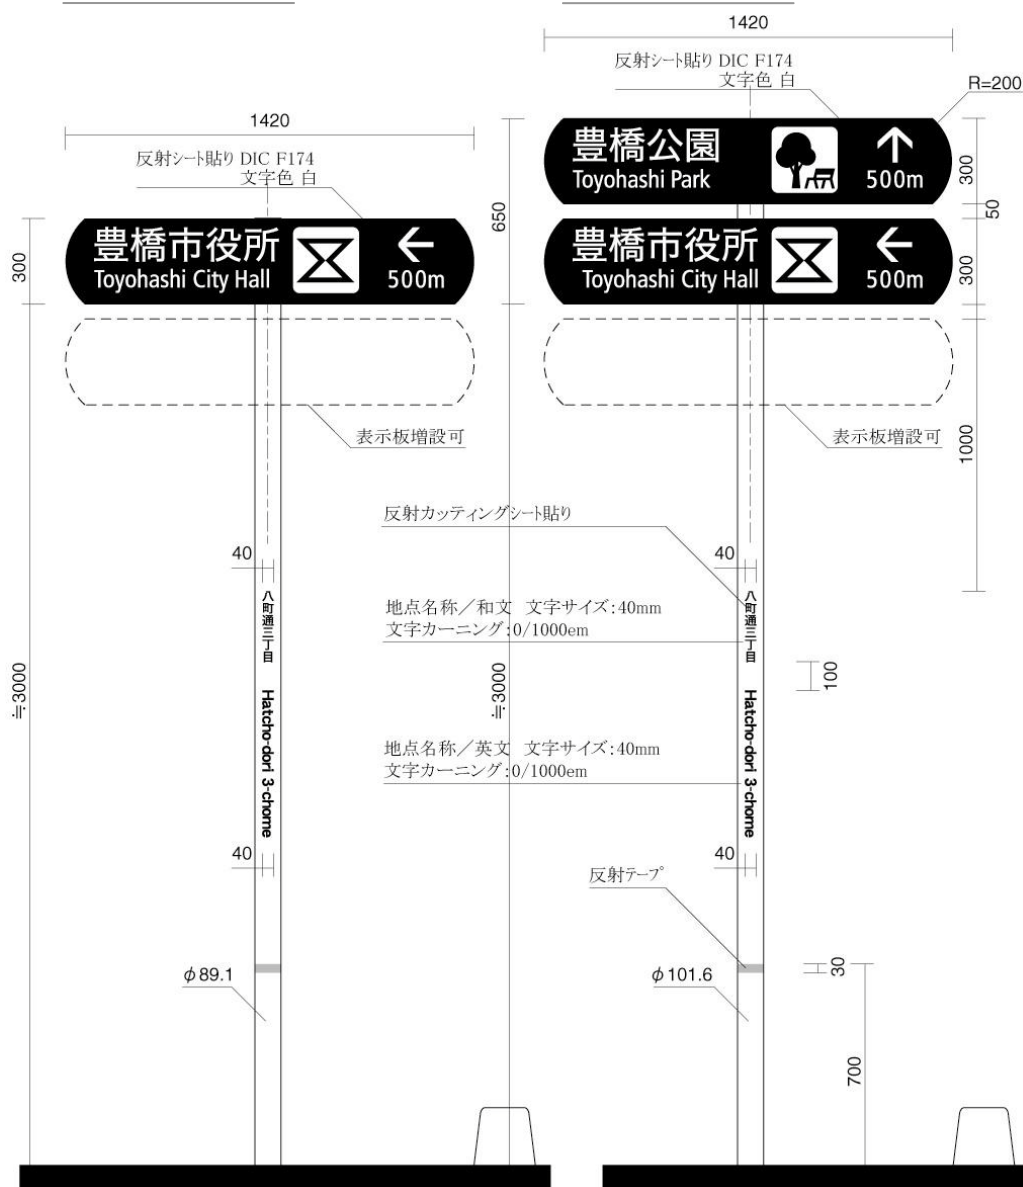 1420
反射シート貼り DIC F174
文字色 白
300
豊橋市役所
Toyohashi City Hall
←
500m
表示板増設可
40
八町通三丁目
Hatcho-dori 3-chome
40
≒3000
φ89.1
1420
反射シート貼り DIC F174
文字色 白
R=200
豊橋公園
Toyohashi Park
↑
500m
300
50
650
豊橋市役所
Toyohashi City Hall
←
500m
300
表示板増設可
1000
反射カッティングシート貼り
40
地点名称／和文 文字サイズ:40mm
文字カーニング:0/1000em
八町通三丁目
100
≒3000
地点名称／英文 文字サイズ:40mm
文字カーニング:0/1000em
Hatcho-dori 3-chome
40
反射テープ
30
φ101.6
700